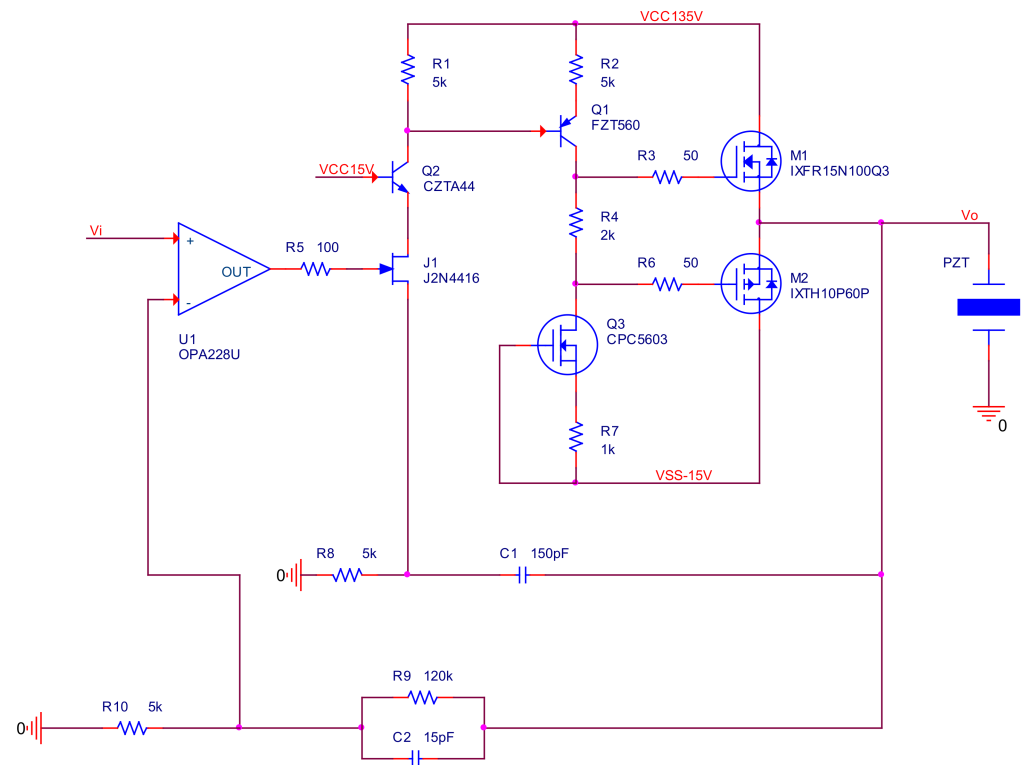 VCC135V
R1
5k
R2
5k
Q1
FZT560
R3 50
M1
IXFR15N100Q3
VCC15V
Q2
CZTA44
R4
2k
Vi
Vo
+
OUT
-
U1
OPA228U
R5 100
J1
J2N4416
R6 50
M2
IXTH10P60P
PZT
Q3
CPC5603
0
R7
1k
VSS-15V
R8 5k
0
C1 150pF
R9 120k
R10 5k
0
C2 15pF